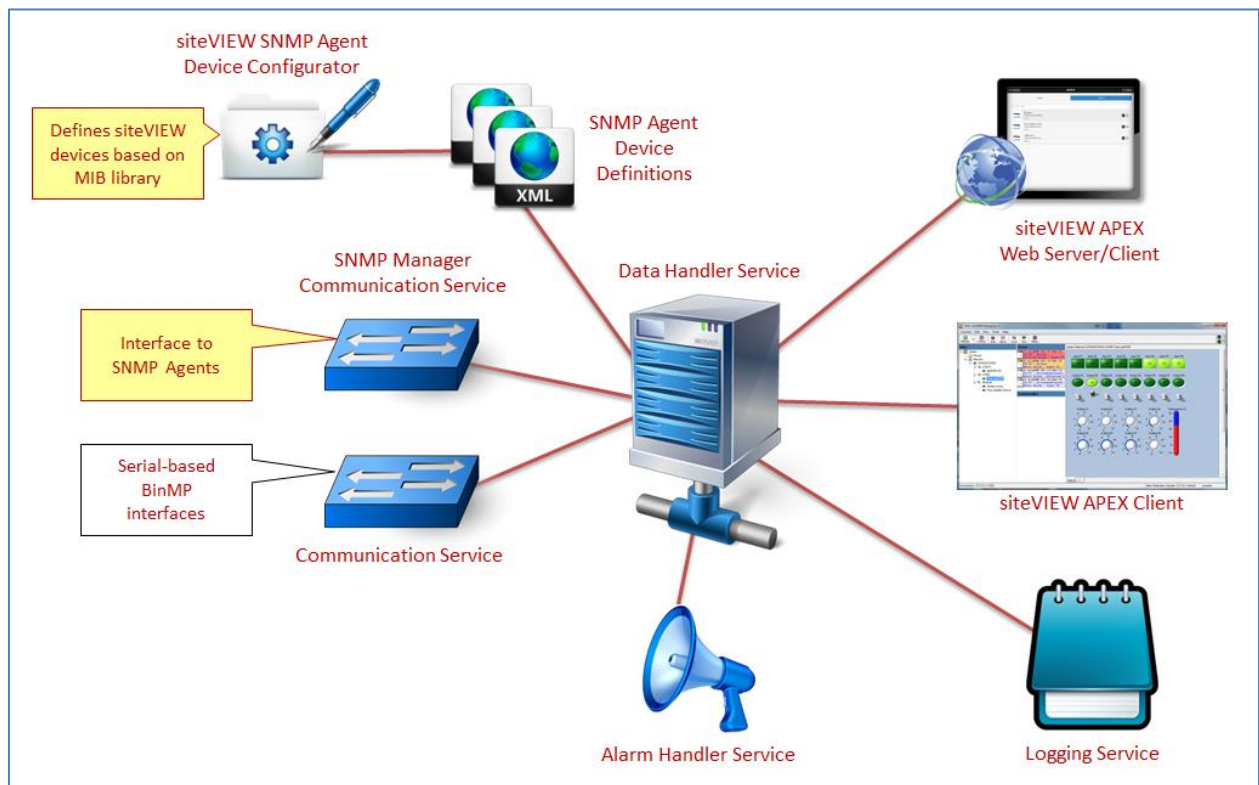 siteVIEW SNMP Agent
Device Configurator
Defines siteVIEW
devices based on
MIB library
XML
SNMP Agent
Device
Definitions
siteVIEW APEX
Web Server/Client
SNMP Manager
Communication Service
Data Handler Service
Interface to
SNMP Agents
Serial-based
BinMP
interfaces
Communication Service
siteVIEW APEX Client
Alarm Handler Service
Logging Service